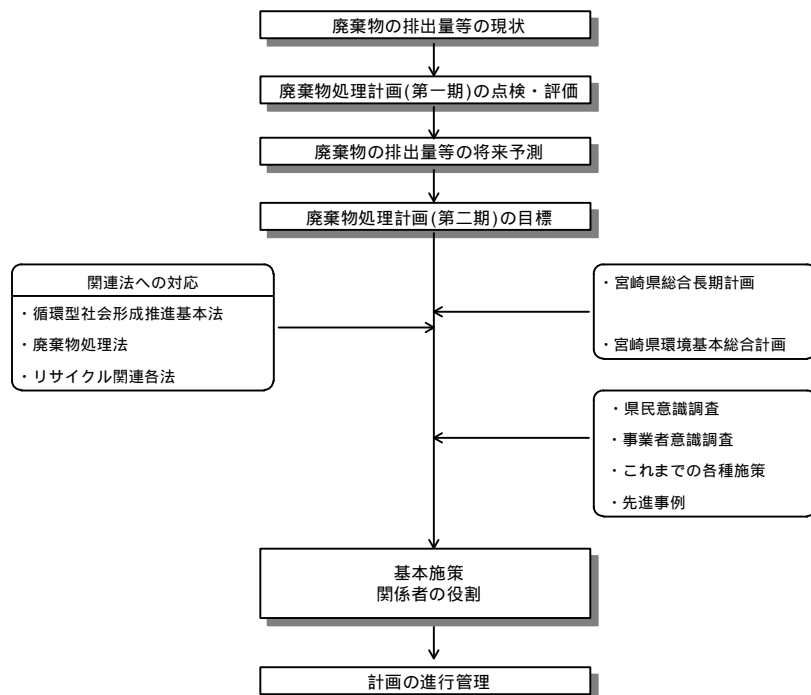 廃棄物の排出量等の現状
廃棄物処理計画(第一期)の点検・評価
廃棄物の排出量等の将来予測
廃棄物処理計画(第二期)の目標
関連法への対応
・循環型社会形成推進基本法
・廃棄物処理法
・リサイクル関連各法
・宮崎県総合長期計画
・宮崎県環境基本総合計画
・県民意識調査
・事業者意識調査
・これまでの各種施策
・先進事例
基本施策
関係者の役割
計画の進行管理